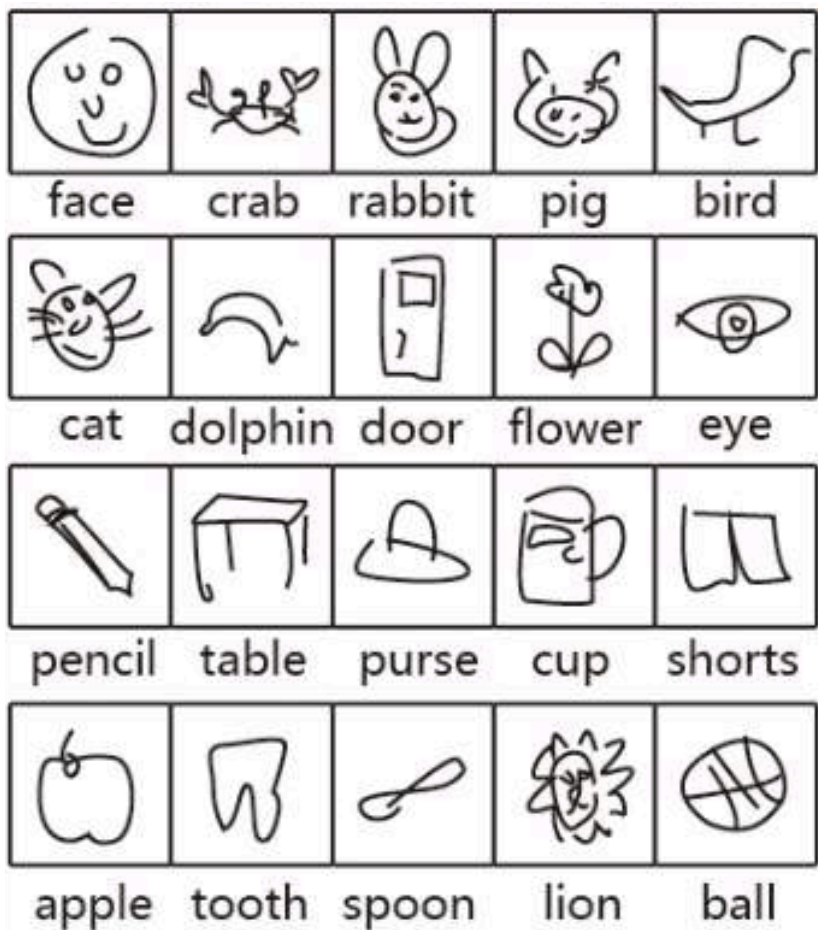 face crab rabbit pig bird
cat dolphin door flower eye
pencil table purse cup shorts
apple tooth spoon lion ball